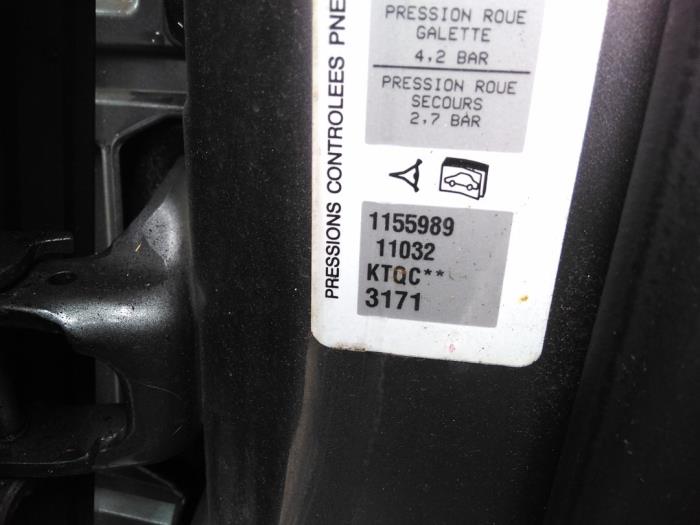 PRESSION ROUE
GALETTE
4,2 BAR
PRESSION ROUE
SECOURS
2,7 BAR
PRESSIONS CONTROLEES PNE
1155989
11032
KTQC**
3171